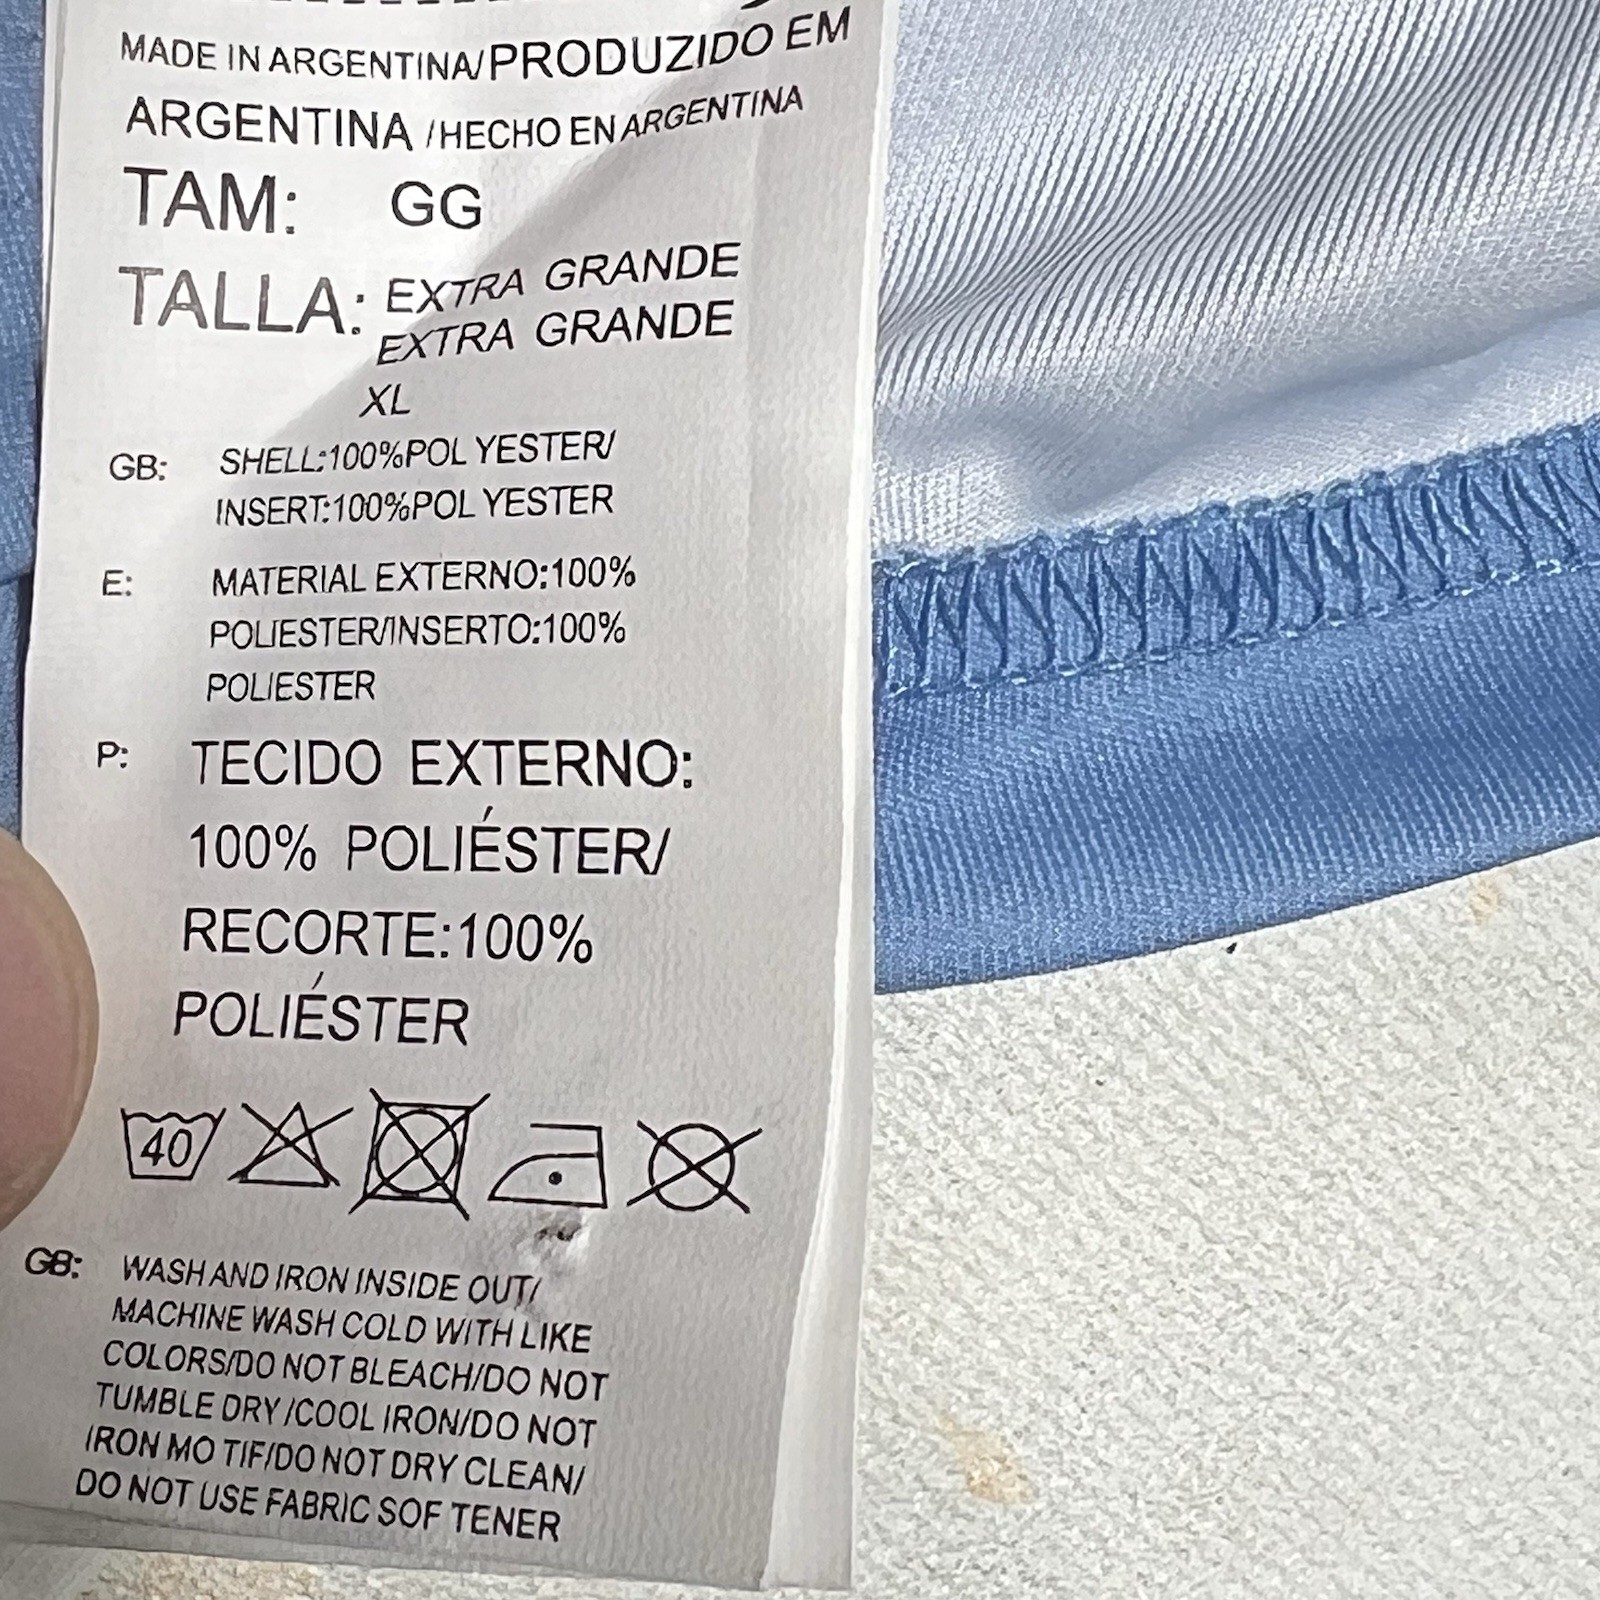 MADE IN ARGENTINA/PRODUZIDO EM
ARGENTINA /HECHO EN ARGENTINA
TAM: GG
TALLA: EXTRA GRANDE
EXTRA GRANDE
XL
GB: SHELL:100%POL YESTER/
INSERT:100%POL YESTER
E: MATERIAL EXTERNO:100%
POLIESTER/INSERTO:100%
POLIESTER
P: TECIDO EXTERNO:
100% POLIÉSTER/
RECORTE:100%
POLIÉSTER
40
GB: WASH AND IRON INSIDE OUT/
MACHINE WASH COLD WITH LIKE
COLORS/DO NOT BLEACH/DO NOT
TUMBLE DRY /COOL IRON/DO NOT
IRON MO TIF/DO NOT DRY CLEAN/
DO NOT USE FABRIC SOF TENER